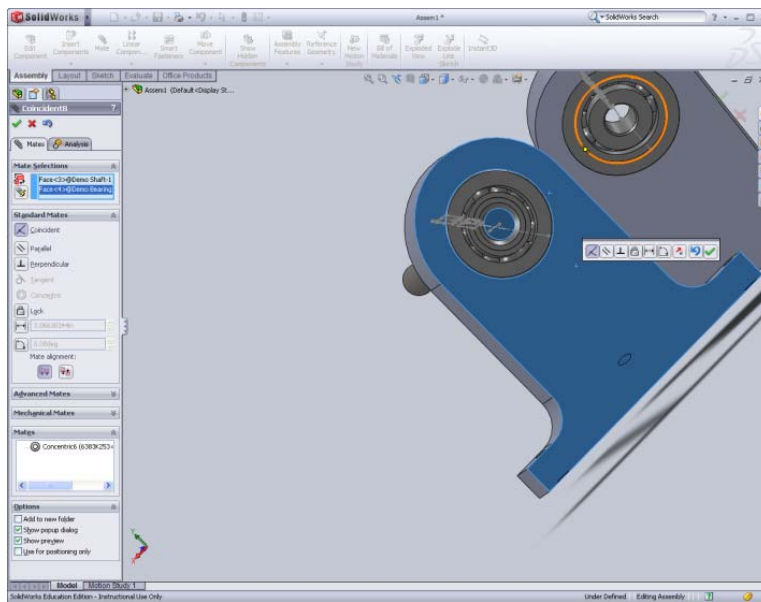 SolidWorks
Assem1 *
SolidWorks Search
Edit Component
Insert Components
Mate
Linear Compon...
Smart Fasteners
Move Component
Show Hidden Components
Assembly Features
Reference Geometry
New Motion Study
Bill of Materials
Exploded View
Explode Line Sketch
Instant3D
Assembly Layout Sketch Evaluate Office Products
Assem1 (Default<Display St...
Coincident8
?
Mates Analysis
Mate Selections
Face<3>@Demo Shaft-1
Face<4>@Demo Bearing
Standard Mates
Coincident
Parallel
Perpendicular
Tangent
Concentric
Lock
Mate alignment:
Advanced Mates
Mechanical Mates
Mates
Concentric6 (6383K253<
Options
Add to new folder
Show popup dialog
Show preview
Use for positioning only
Model Motion Study 1
SolidWorks Education Edition - Instructional Use Only
Under Defined Editing Assembly